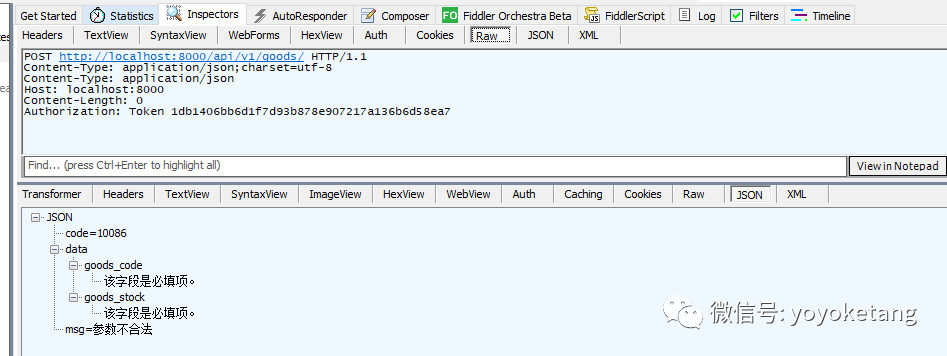 Get Started Statistics Inspectors AutoResponder Composer FO Fiddler Orchestra Beta FiddlerScript Log Filters Timeline
Headers TextView SyntaxView WebForms HexView Auth Cookies Raw JSON XML
POST http://localhost:8000/api/v1/goods/ HTTP/1.1
Content-Type: application/json;charset=utf-8
Content-Type: application/json
Host: localhost:8000
Content-Length: 0
Authorization: Token 1db1406bb6d1f7d93b878e907217a136b6d58ea7
Find... (press Ctrl+Enter to highlight all) View in Notepad
Transformer Headers TextView SyntaxView ImageView HexView WebView Auth Caching Cookies Raw JSON XML
JSON
code=10086
data
goods_code
该字段是必填项。
goods_stock
该字段是必填项。
msg=参数不合法
微信号: yoyoketang